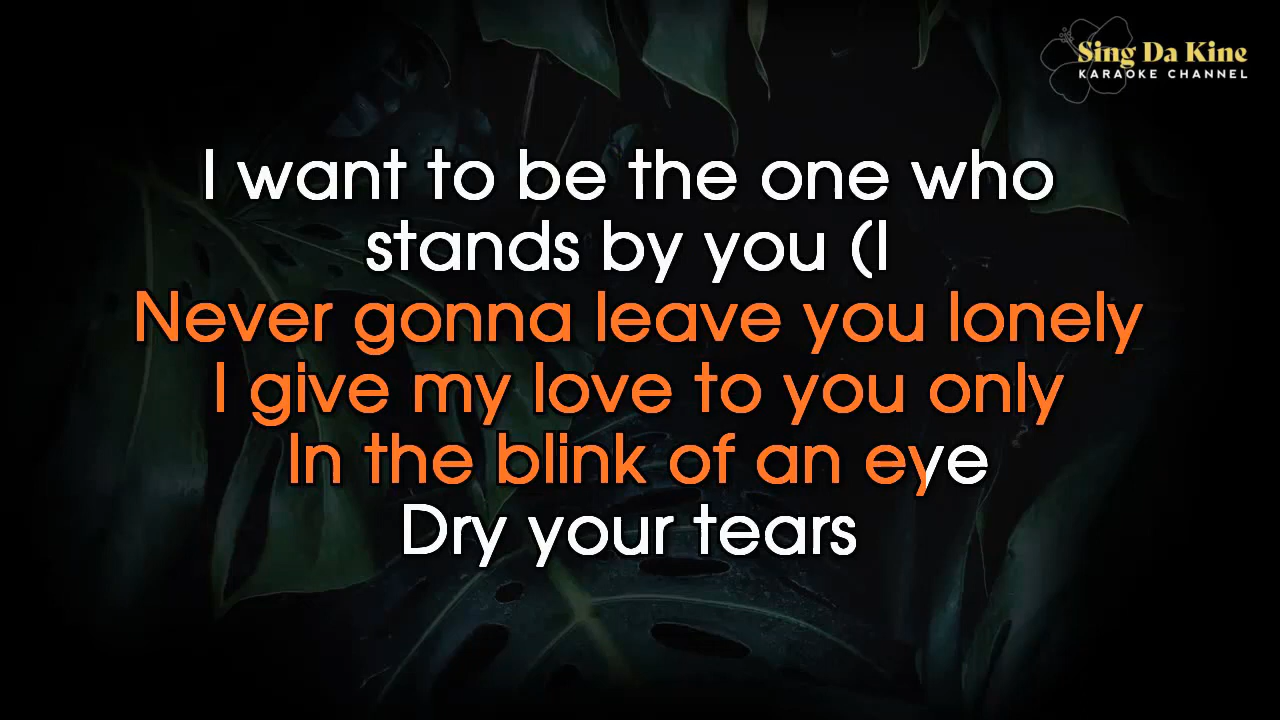 Sing Da Kine
KARAOKE CHANNEL
I want to be the one who
stands by you (I
Never gonna leave you lonely
I give my love to you only
In the blink of an eye
Dry your tears